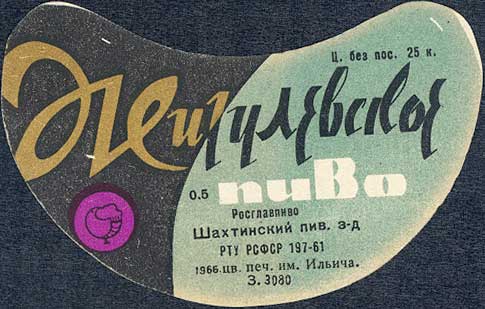 Ц. без пос. 25 к.
Жигулевское
0.5 пиво
Росглавпиво
Шахтинский пив. з-д
РТУ РСФСР 197-61
1966.цв. печ. им. Ильича.
З. 3080